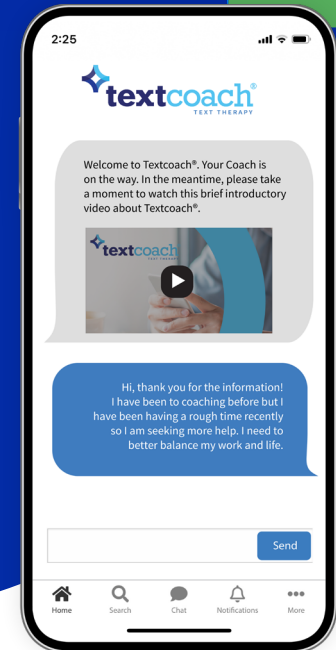 2:25
textcoach®
TEXT THERAPY
Welcome to Textcoach®. Your Coach is
on the way. In the meantime, please take
a moment to watch this brief introductory
video about Textcoach®.
textcoach
TEXT THERAPY
Hi, thank you for the information!
I have been to coaching before but I
have been having a rough time recently
so I am seeking more help. I need to
better balance my work and life.
Send
Home Search Chat Notifications More